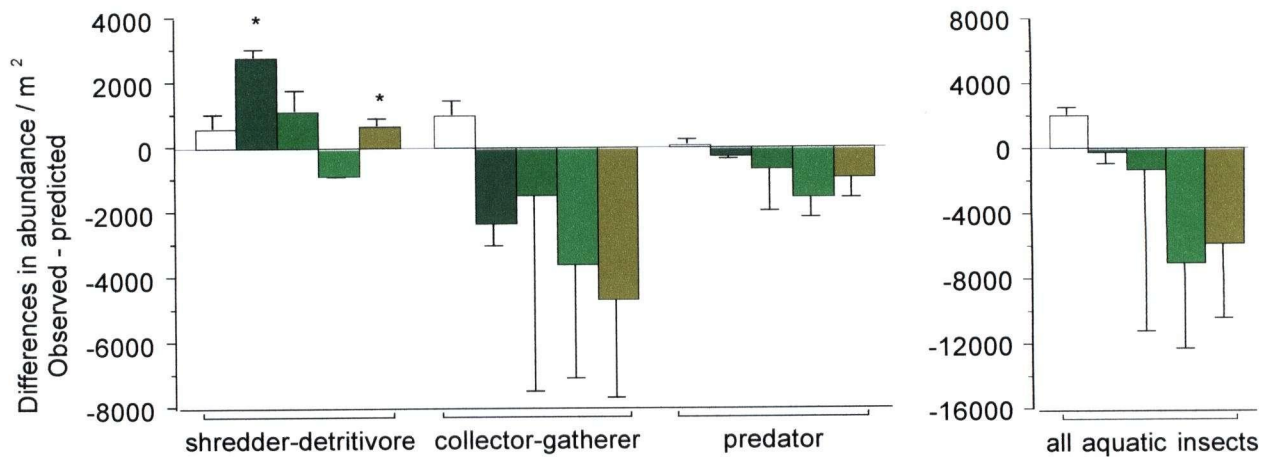 Differences in abundance / m ²
Observed - predicted
4000
2000
0
-2000
-4000
-6000
-8000
*
*
shredder-detritivore
collector-gatherer
predator
8000
4000
0
-4000
-8000
-12000
-16000
all aquatic insects